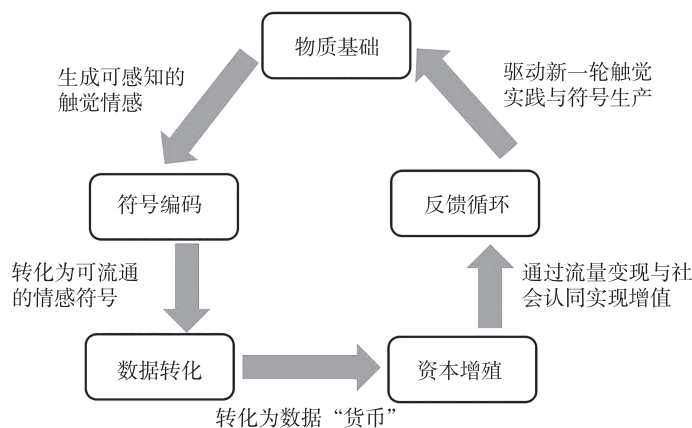 物质基础
生成可感知的
触觉情感
驱动新一轮触觉
实践与符号生产
符号编码
反馈循环
转化为可流通
的情感符号
通过流量变现与社
会认同实现增值
数据转化
资本增殖
转化为数据“货币”